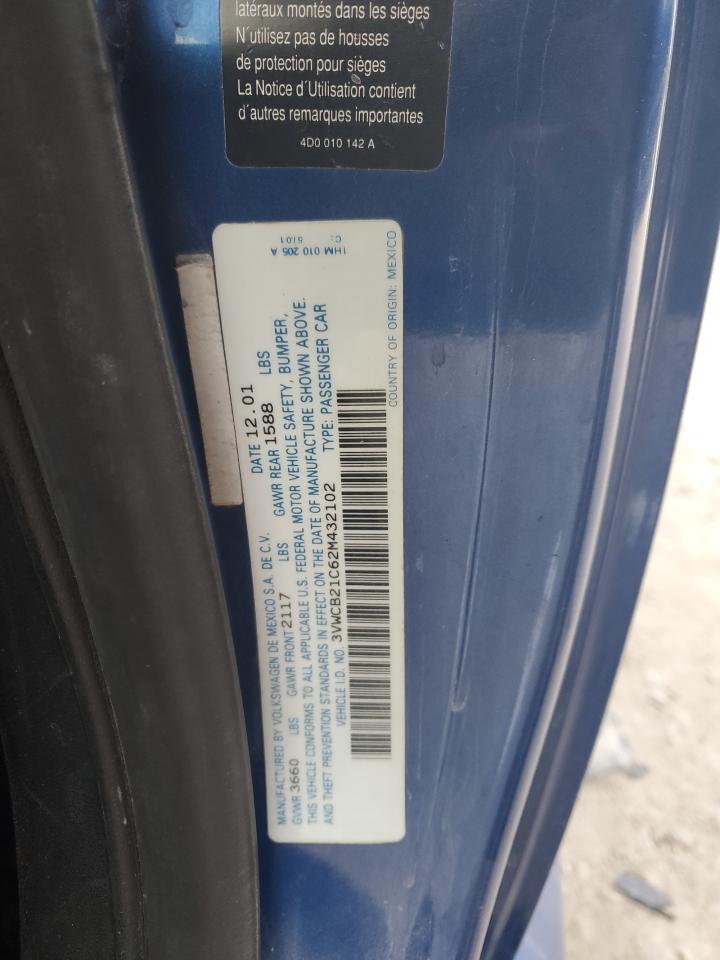 latéraux montés dans les sièges
N´utilisez pas de housses
de protection pour sièges
La Notice d´Utilisation contient
d´autres remarques importantes
4D0 010 142 A
1HM 010 205 A
C: 51.01
MANUFACTURED BY VOLKSWAGEN DE MEXICO S.A. DE C.V. DATE 12.01
GVWR 3660 LBS GAWR FRONT 2117 LBS GAWR REAR 1588 LBS
THIS VEHICLE CONFORMS TO ALL APPLICABLE U.S. FEDERAL MOTOR VEHICLE SAFETY, BUMPER,
AND THEFT PREVENTION STANDARDS IN EFFECT ON THE DATE OF MANUFACTURE SHOWN ABOVE.
VEHICLE I.D. NO. 3VWCB21C62M432102 TYPE: PASSENGER CAR
COUNTRY OF ORIGIN: MEXICO